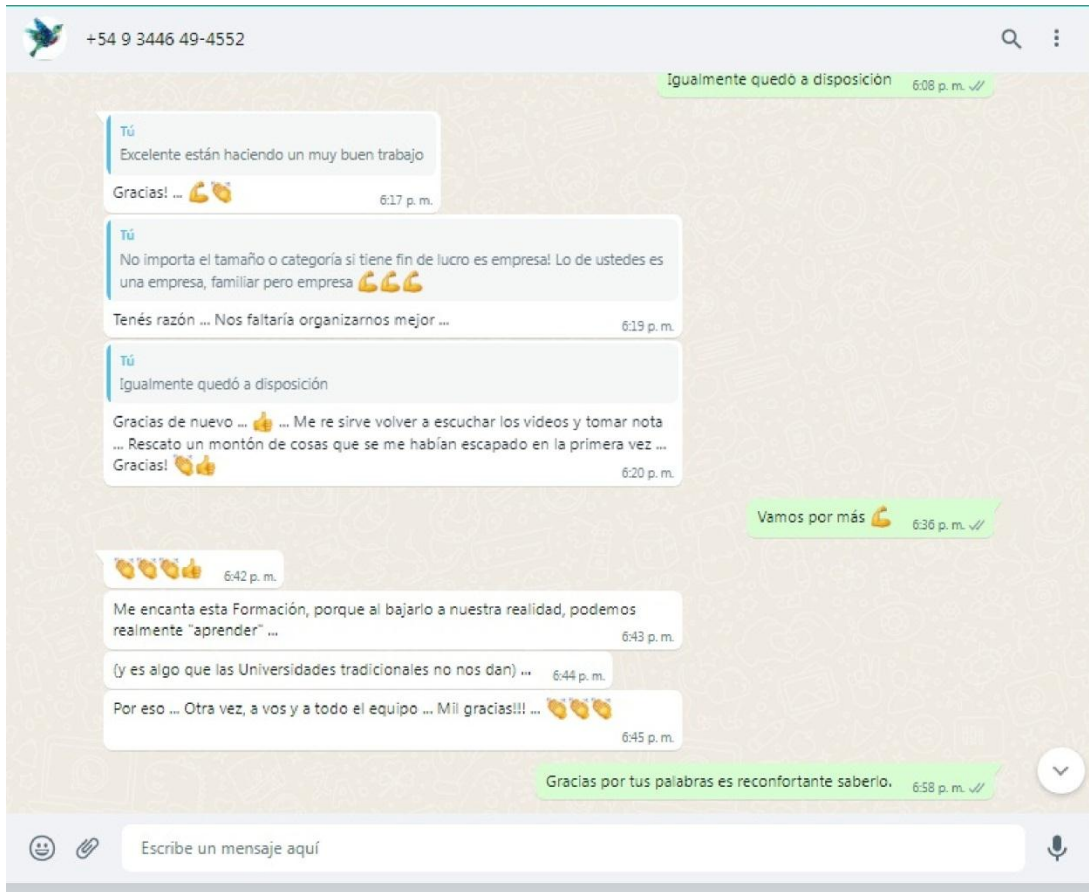 +54 9 3446 49-4552
Igualmente quedó a disposición
6:08 p. m.
Tú
Excelente están haciendo un muy buen trabajo
Gracias! ... 💪👏
6:17 p. m.
Tú
No importa el tamaño o categoría si tiene fin de lucro es empresa! Lo de ustedes es
una empresa, familiar pero empresa 💪💪💪
Tenés razón ... Nos faltaría organizarnos mejor ...
6:19 p. m.
Tú
Igualmente quedó a disposición
Gracias de nuevo ... 👍 ... Me re sirve volver a escuchar los videos y tomar nota
... Rescato un montón de cosas que se me habían escapado en la primera vez ...
Gracias! 👏👍
6:20 p. m.
Vamos por más 💪
6:36 p. m.
👏👏👏👍
6:42 p. m.
Me encanta esta Formación, porque al bajarlo a nuestra realidad, podemos
realmente "aprender" ...
6:43 p. m.
(y es algo que las Universidades tradicionales no nos dan) ...
6:44 p. m.
Por eso ... Otra vez, a vos y a todo el equipo ... Mil gracias!!! ... 👏👏👏
6:45 p. m.
Gracias por tus palabras es reconfortante saberlo.
6:58 p. m.
Escribe un mensaje aquí